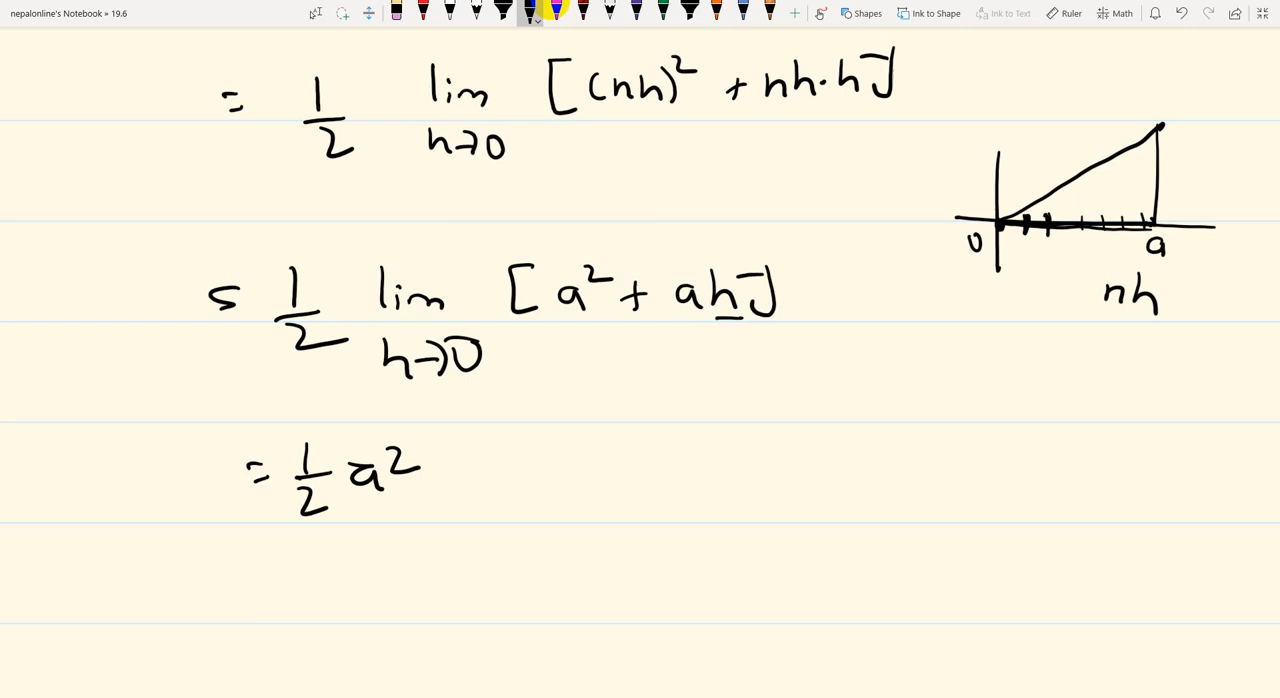 nepalonline's Notebook » 19.6
Shapes Ink to Shape Ink to Text Ruler Math
= 1/2 lim h→0 [(nh)² + nh·h]
= 1/2 lim h→0 [a² + ah]
= 1/2 a²
0 a
nh